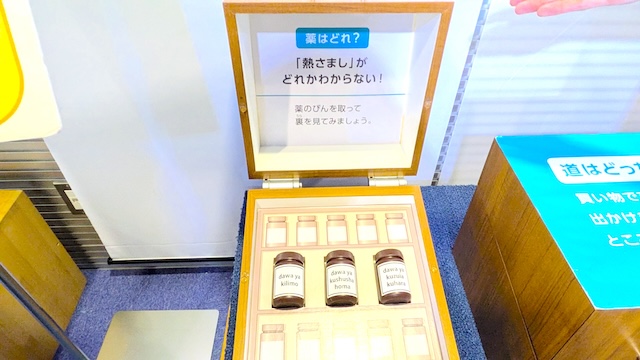 薬はどれ？
「熱さまし」が
どれかわからない！
薬のびんを取って
裏を見てみましょう。
dawa ya
kilimo
dawa ya
kushusha
homa
dawa ya
kuzuia
kuhara
道はどっ
買い物で
出かけ
とこ